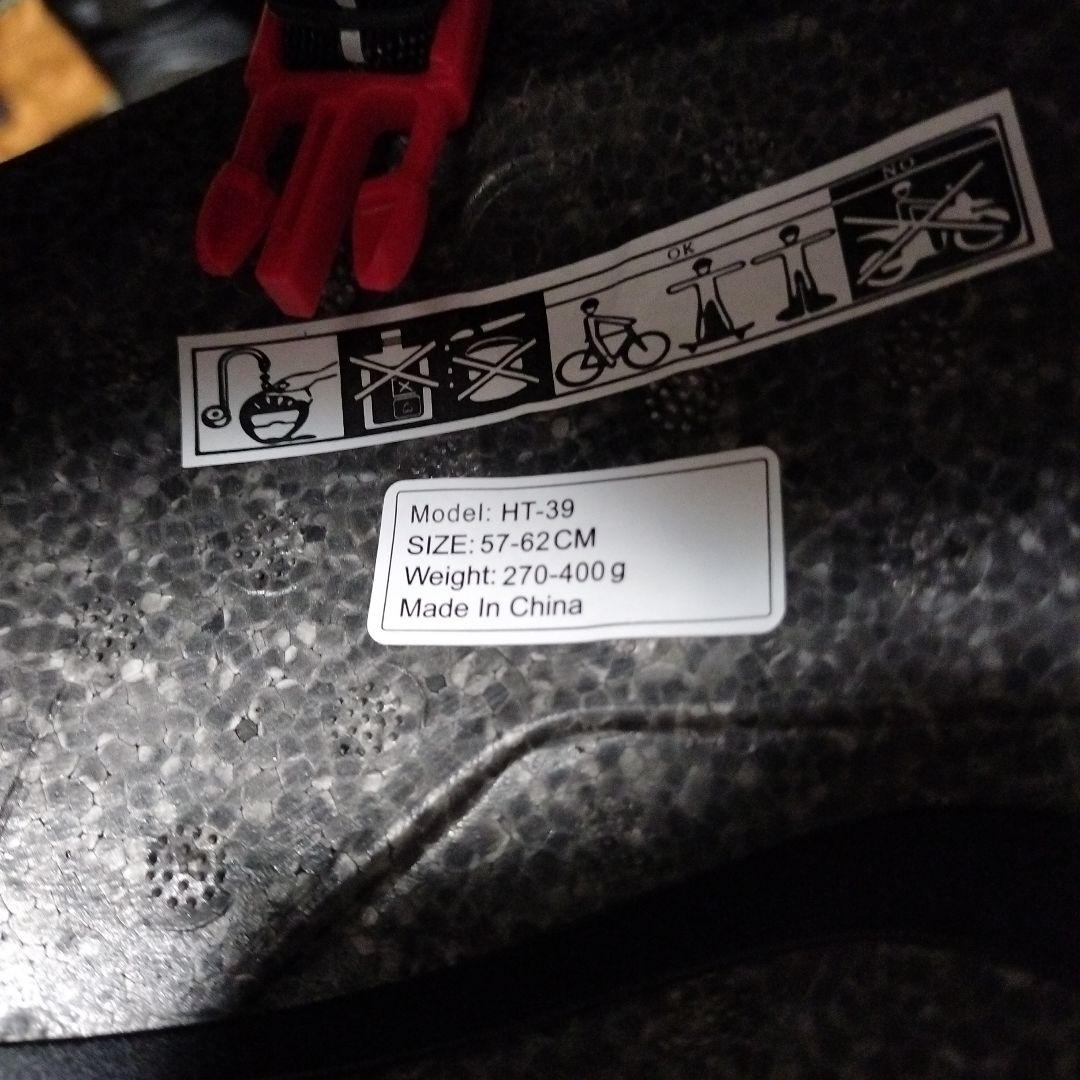 OK
NO
Model: HT-39
SIZE: 57-62CM
Weight: 270-400g
Made In China